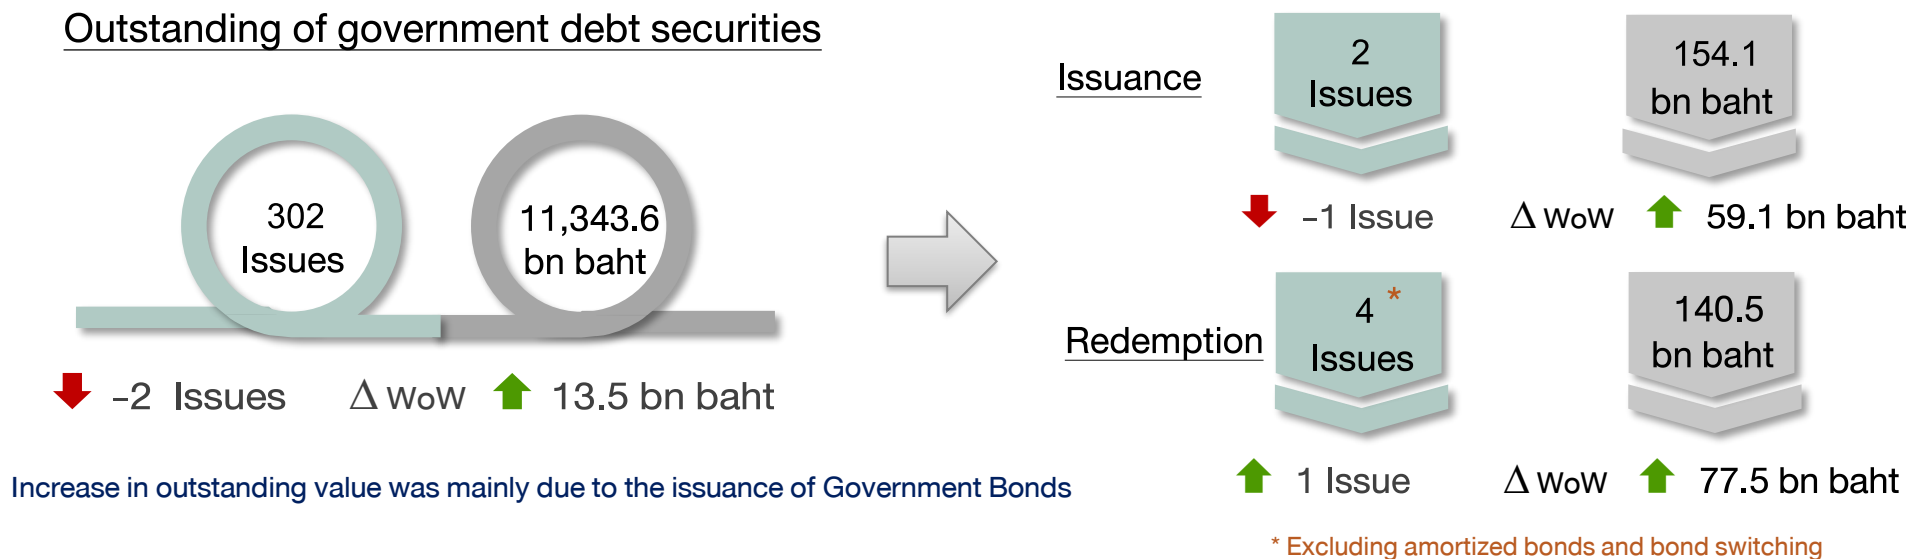 Outstanding of government debt securities
302
Issues
11,343.6
bn baht
-2 Issues
Δ WoW
13.5 bn baht
Increase in outstanding value was mainly due to the issuance of Government Bonds
Issuance
2
Issues
154.1
bn baht
-1 Issue
Δ WoW
59.1 bn baht
Redemption
4 *
Issues
140.5
bn baht
1 Issue
Δ WoW
77.5 bn baht
* Excluding amortized bonds and bond switching